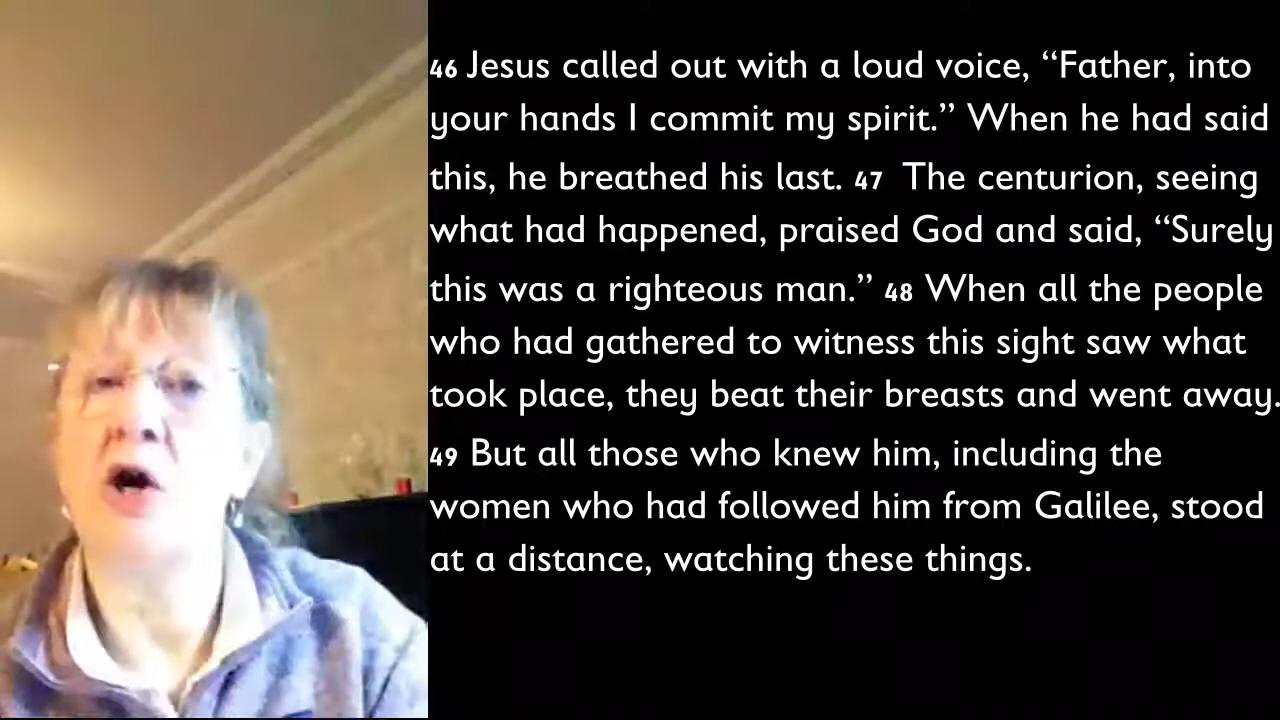 46 Jesus called out with a loud voice, “Father, into
your hands I commit my spirit.” When he had said
this, he breathed his last. 47 The centurion, seeing
what had happened, praised God and said, “Surely
this was a righteous man.” 48 When all the people
who had gathered to witness this sight saw what
took place, they beat their breasts and went away.
49 But all those who knew him, including the
women who had followed him from Galilee, stood
at a distance, watching these things.